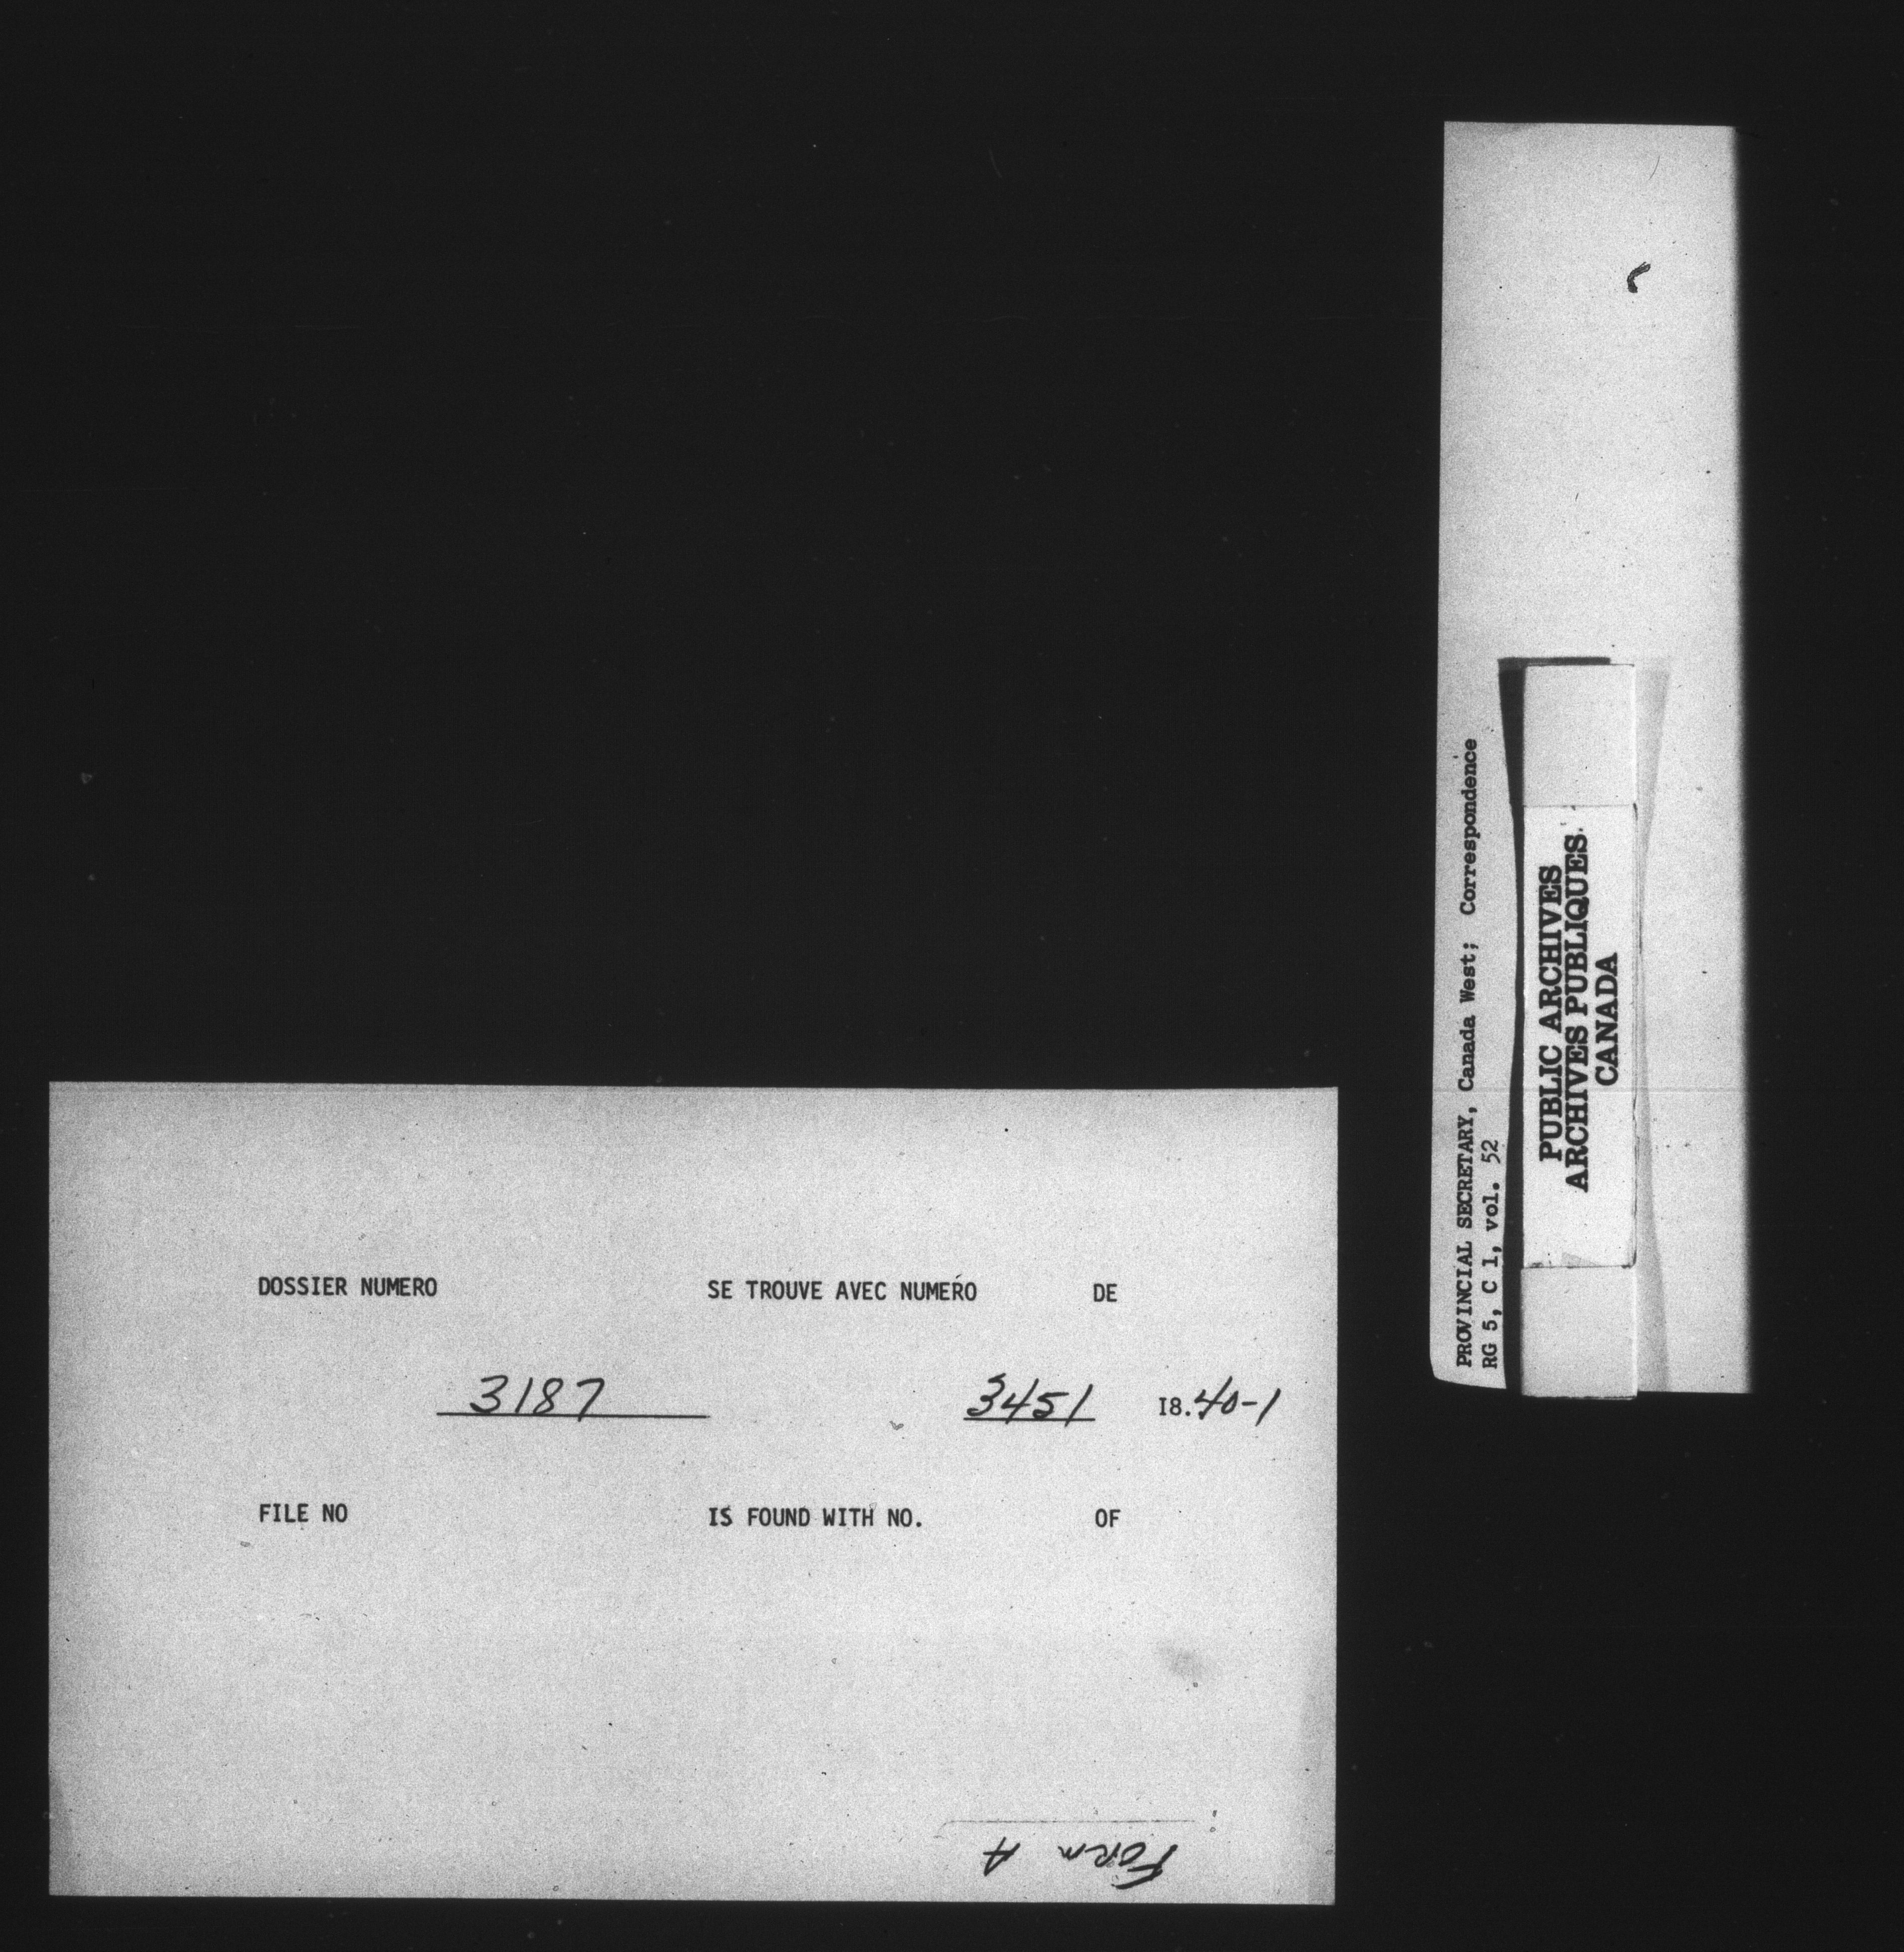 DOSSIER NUMERO SE TROUVE AVEC NUMERO DE
3187 3451 18.40-1
FILE NO IS FOUND WITH NO. OF
Form A
PROVINCIAL SECRETARY, Canada West; Correspondence
RG 5, C 1, vol. 52
PUBLIC ARCHIVES
ARCHIVES PUBLIQUES
CANADA